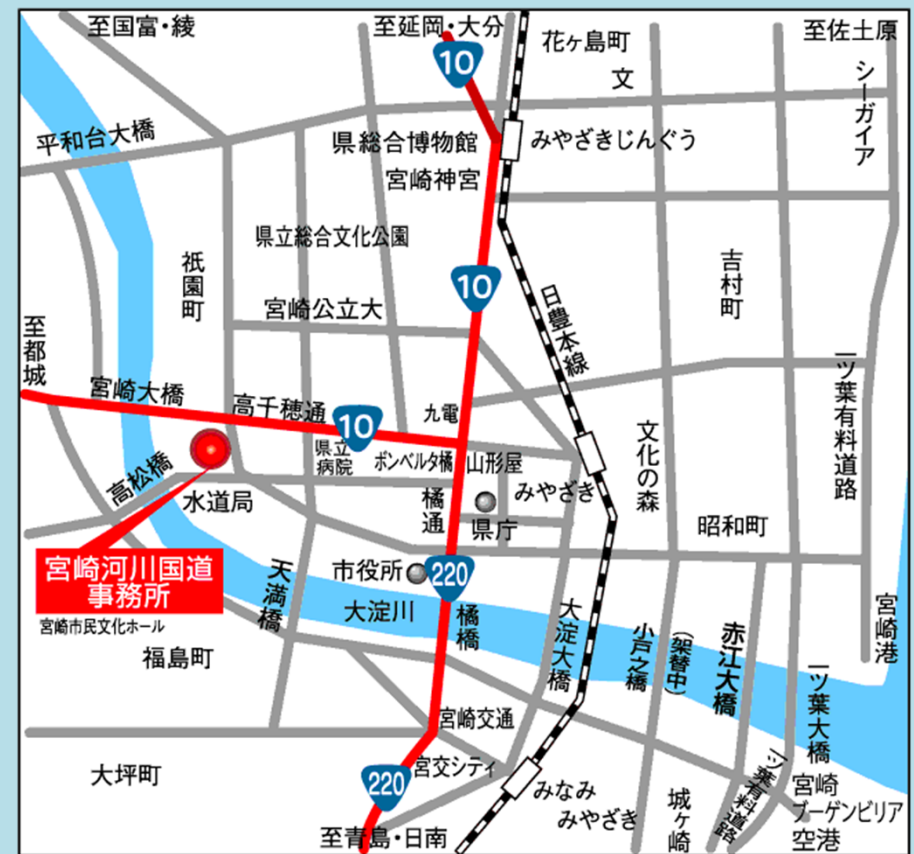 至国富・綾
至延岡・大分
花ヶ島町
至佐土原
10
文
シーガイア
平和台大橋
県総合博物館
みやざきじんぐう
宮崎神宮
県立総合文化公園
祇園町
吉村町
10
宮崎公立大
日豊本線
至都城
一ツ葉有料道路
宮崎大橋
高千穂通
10
九電
文化の森
県立
病院
ボンベルタ橘
山形屋
高松橋
水道局
橘通
みやざき
県庁
昭和町
宮崎河川国道
事務所
宮崎市民文化ホール
天満橋
市役所
220
大淀川
橘橋
大淀大橋
小戸之橋
(架替中)
赤江大橋
一ツ葉大橋
宮崎港
福島町
宮崎交通
大坪町
宮交シティ
220
みなみ
みやざき
城ヶ崎
一ツ葉有料道路
宮崎
ブーゲンビリア
空港
至青島・日南